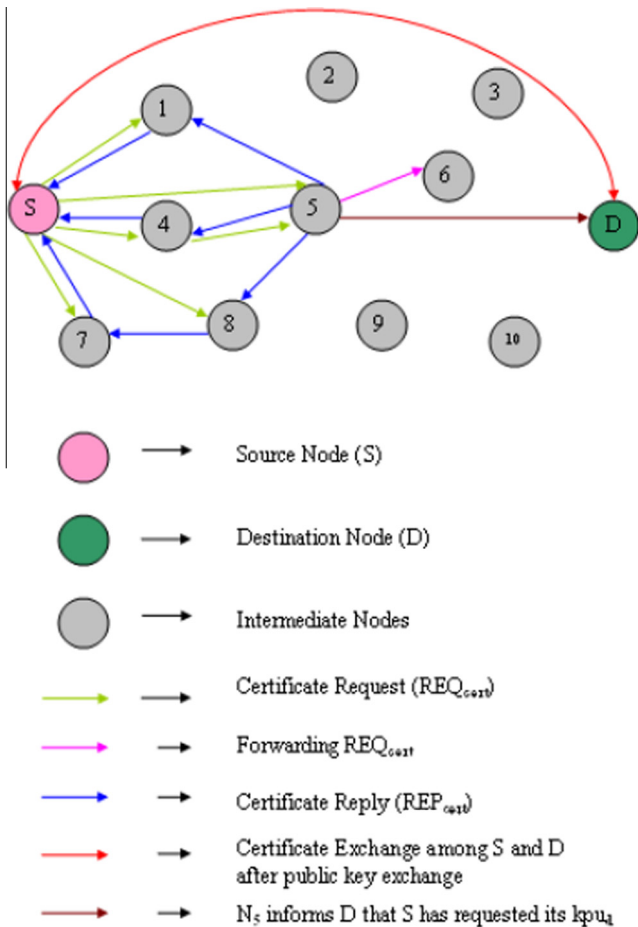 2
3
1
6
S
4
5
D
7
8
9
10
Source Node (S)
Destination Node (D)
Intermediate Nodes
Certificate Request (REQcert)
Forwarding REQcert
Certificate Reply (REPcert)
Certificate Exchange among S and D
after public key exchange
N5 informs D that S has requested its kpud